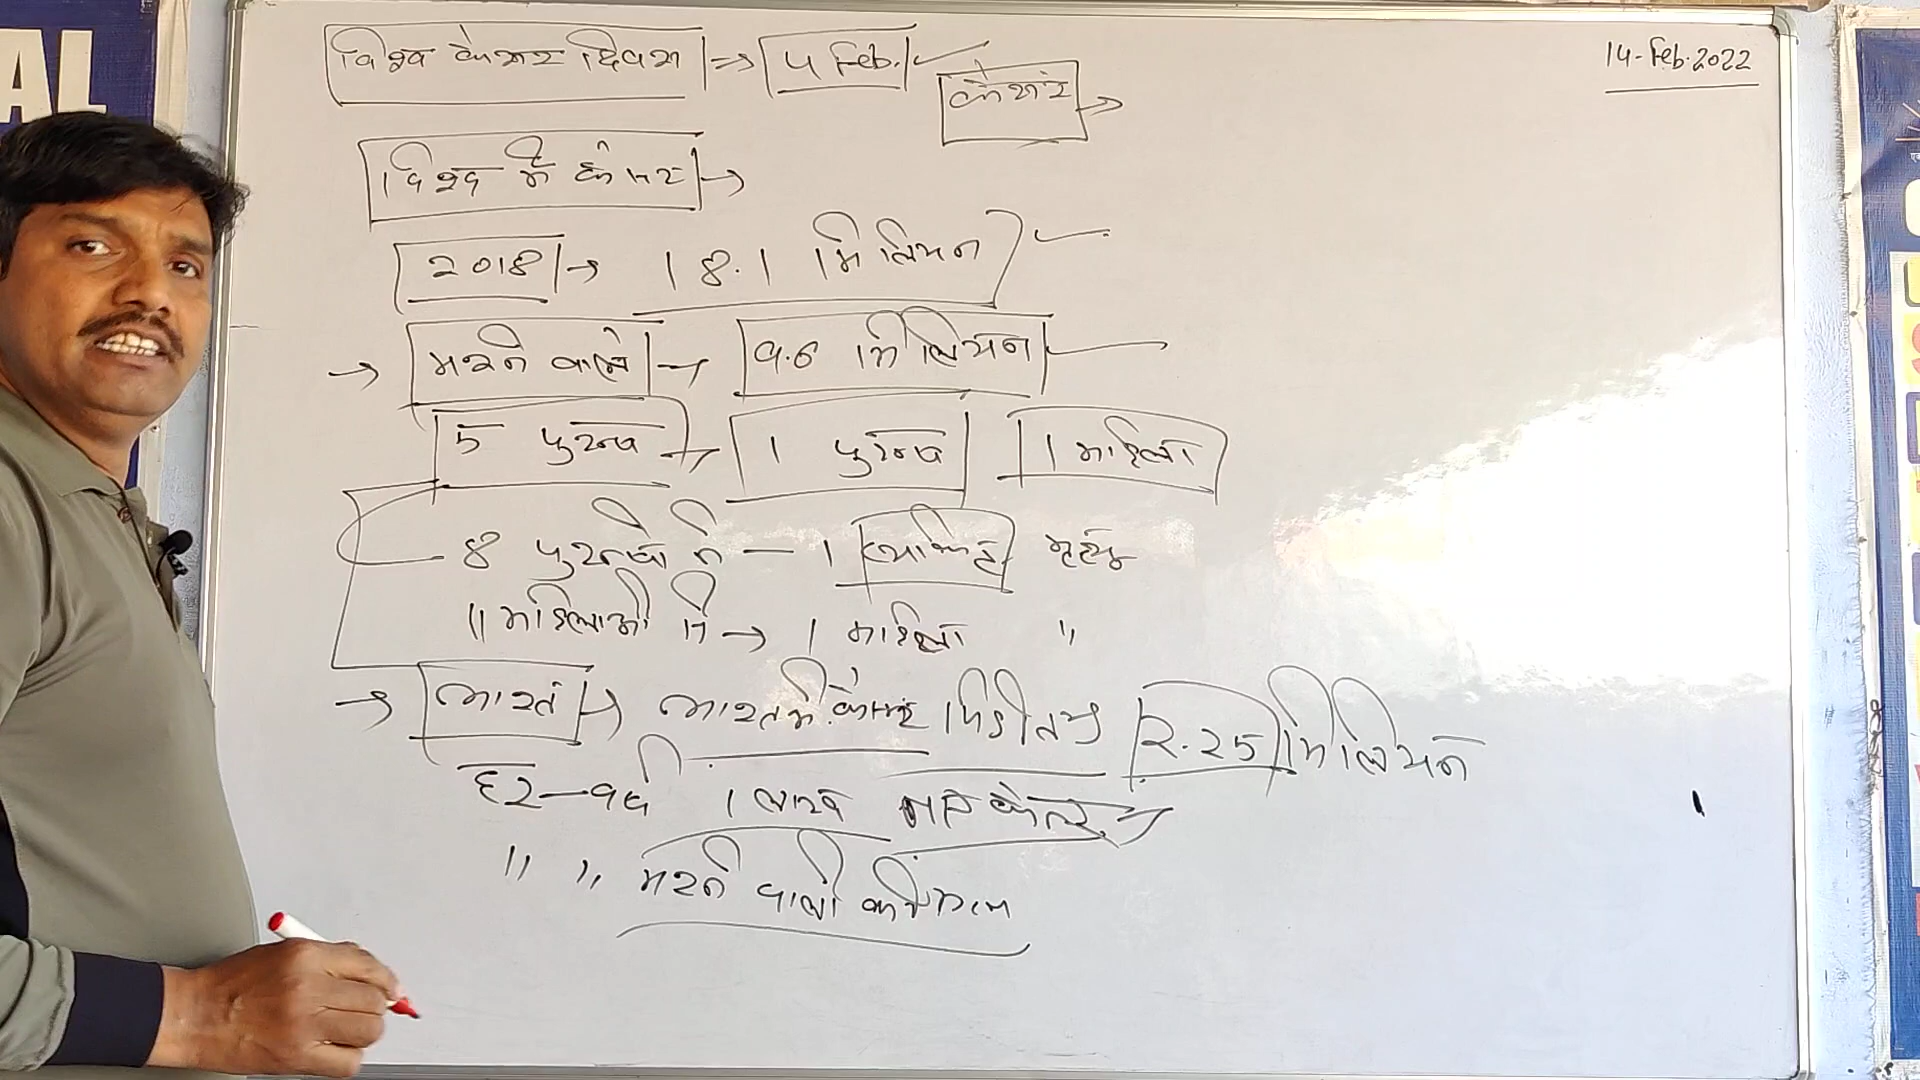 14-Feb.2022
विश्व केन्सर दिवस → 4 Feb.
केन्सर →
विश्व में केन्सर →
2018 → 18.1 मिलियन
→ मरने वाले → 9.6 मिलियन
5 पुरुष → 1 पुरुष 1 महिला
8 पुरुषों में — 1 व्यक्ति मृत्यु
11 महिलाओं में → 1 महिला "
→ भारत → भारत में केन्सर पिडीत 2.25 मिलियन
हर-वर्ष 1 लाख नए केन्सर
" " मरने वालों की
AL